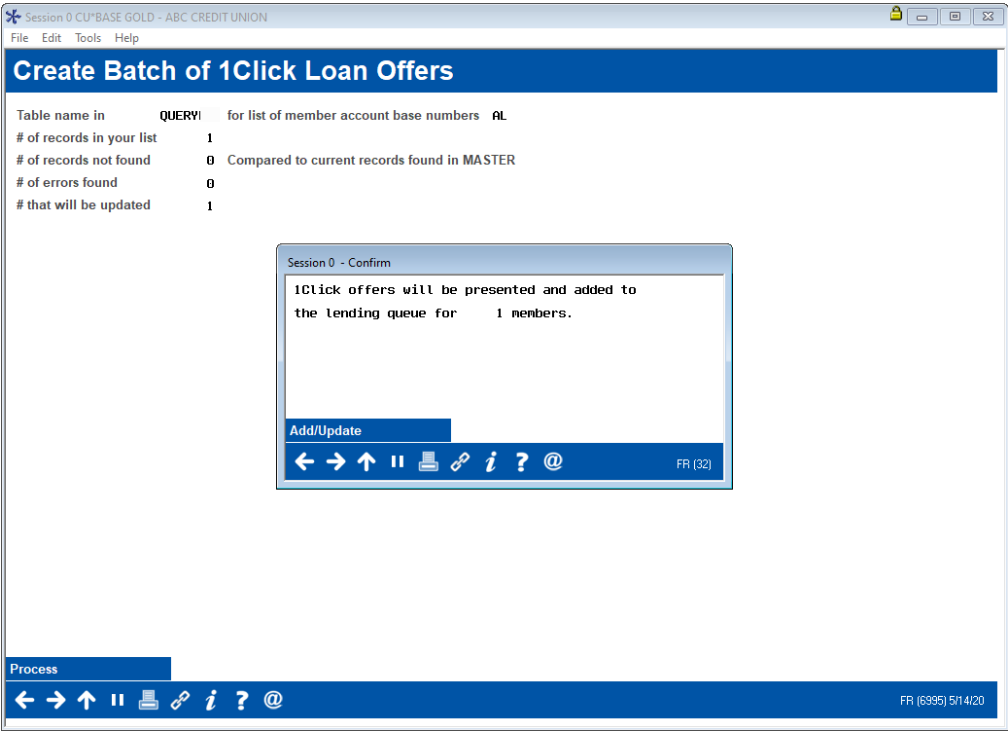 Session 0 CU*BASE GOLD - ABC CREDIT UNION
File Edit Tools Help
Create Batch of 1Click Loan Offers
Table name in QUERY for list of member account base numbers AL
# of records in your list 1
# of records not found 0 Compared to current records found in MASTER
# of errors found 0
# that will be updated 1
Session 0 - Confirm
1Click offers will be presented and added to
the lending queue for 1 members.
Add/Update
FR (32)
Process
FR (6995) 5/14/20